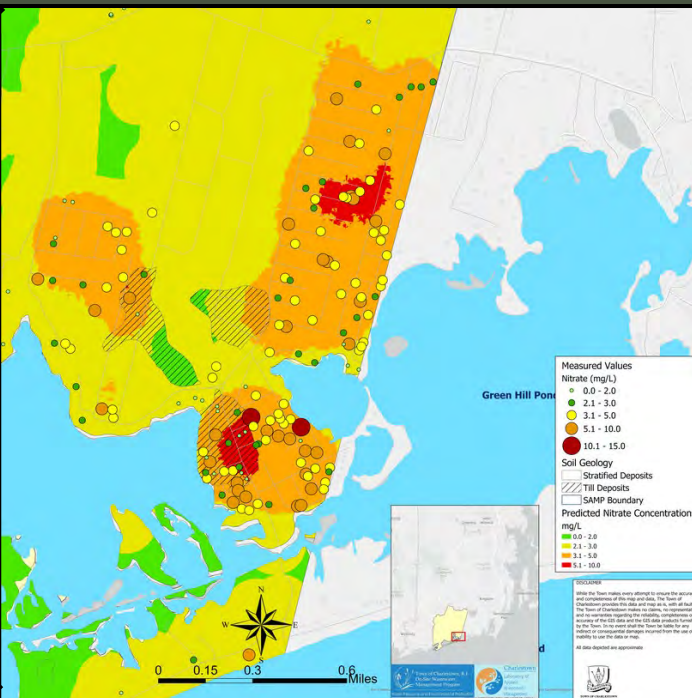 Green Hill Pond
Measured Values
Nitrate (mg/L)
0.0 - 2.0
2.1 - 3.0
3.1 - 5.0
5.1 - 10.0
10.1 - 15.0
Soil Geology
Stratified Deposits
Till Deposits
SAMP Boundary
Predicted Nitrate Concentration
mg/L
0.0 - 2.0
2.1 - 3.0
3.1 - 5.0
5.1 - 10.0
DISCLAIMER
While the Town makes every attempt to ensure the accura
and completeness of this map and data, The Town of
Charlestown provides this data and map as is, with all faul
The Town of Charlestown makes no claims, no representat
and no warranties regarding the reliability, completeness o
accuracy of the GIS data and the GIS data products furnis
by the Town. In no event shall the Town be liable for any
indirect or consequential damages incurred from the use o
inability to use the data or map.
All data depicted are approximate
N
W E
S
0 0.15 0.3 0.6
Miles
d
Town of Charlestown, R.I.
On-Site Wastewater
Management Program
Charlestown
TOWN OF CHARLESTOWN